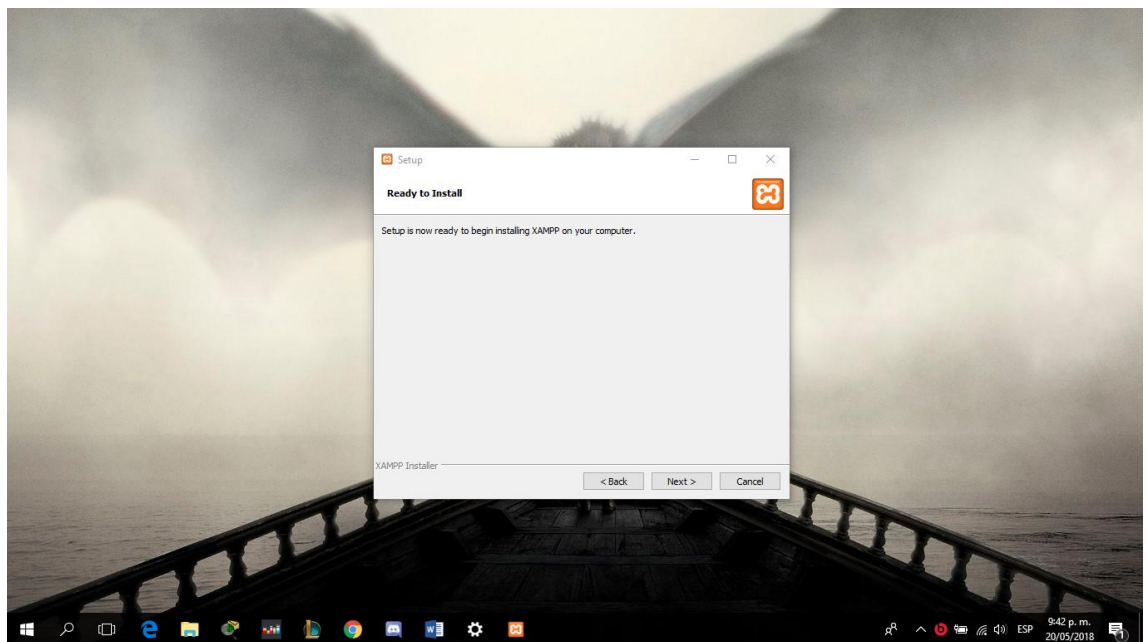 Setup
Ready to Install
Setup is now ready to begin installing XAMPP on your computer.
XAMPP Installer
< Back
Next >
Cancel
ESP
9:42 p. m.
20/05/2018